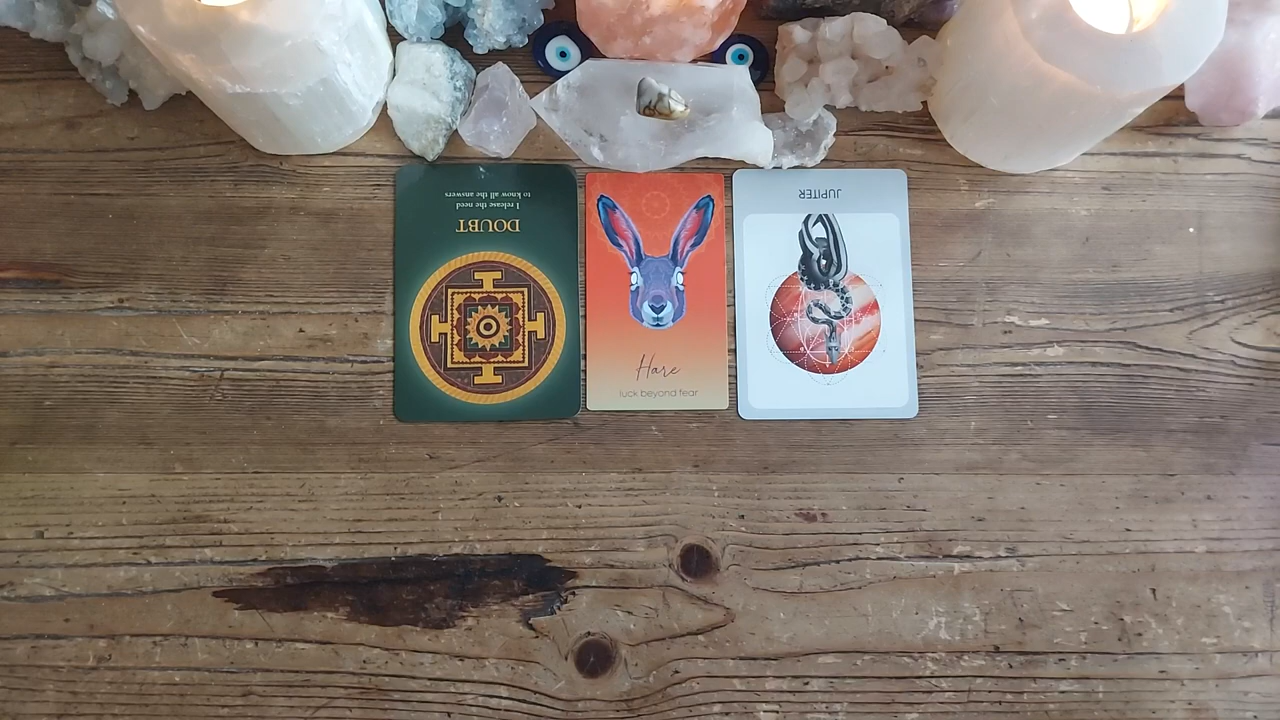 DOUBT
I release the need
to know all the answers
Hare
luck beyond fear
JUPITER